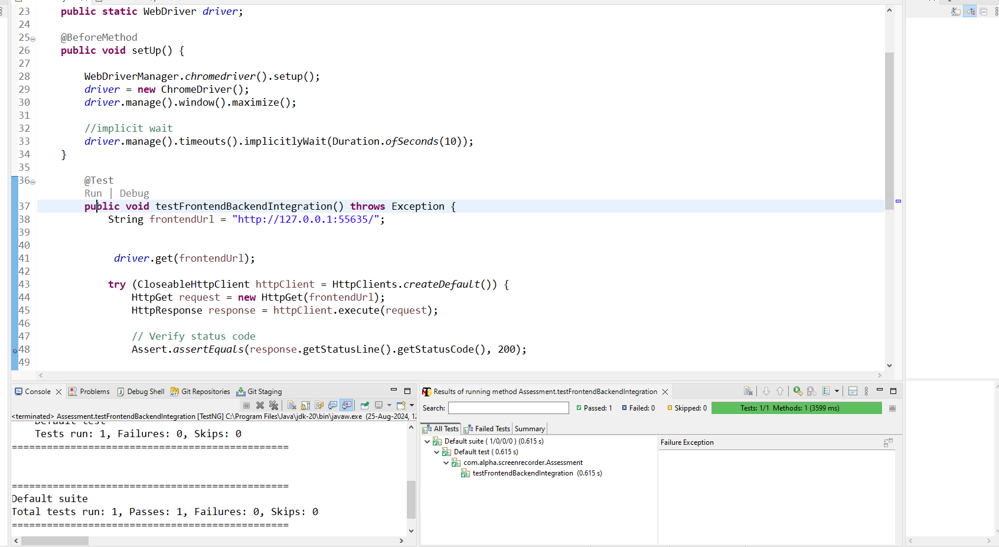 23 public static WebDriver driver;
24
25 @BeforeMethod
26 public void setUp() {
27
28 WebDriverManager.chromedriver().setup();
29 driver = new ChromeDriver();
30 driver.manage().window().maximize();
31
32 //implicit wait
33 driver.manage().timeouts().implicitlyWait(Duration.ofSeconds(10));
34 }
35
36 @Test
Run | Debug
37 public void testFrontendBackendIntegration() throws Exception {
38 String frontendUrl = "http://127.0.0.1:55635/";
39
40
41 driver.get(frontendUrl);
42
43 try (CloseableHttpClient httpClient = HttpClients.createDefault()) {
44 HttpGet request = new HttpGet(frontendUrl);
45 HttpResponse response = httpClient.execute(request);
46
47 // Verify status code
48 Assert.assertEquals(response.getStatusLine().getStatusCode(), 200);
49
Console Problems Debug Shell Git Repositories Git Staging
<terminated> Assessment.testFrontendBackendIntegration [TestNG] C:\Program Files\Java\jdk-20\bin\javaw.exe (25-Aug-2024, 12
Default test
Tests run: 1, Failures: 0, Skips: 0
===============================================
===============================================
Default suite
Total tests run: 1, Passes: 1, Failures: 0, Skips: 0
===============================================
Results of running method Assessment.testFrontendBackendIntegration
Search: Passed: 1 Failed: 0 Skipped: 0 Tests: 1/1 Methods: 1 (3599 ms)
All Tests Failed Tests Summary
Default suite ( 1/0/0/0 ) (0.615 s)
Default test ( 0.615 s)
com.alpha.screenrecorder.Assessment
testFrontendBackendIntegration (0.615 s)
Failure Exception